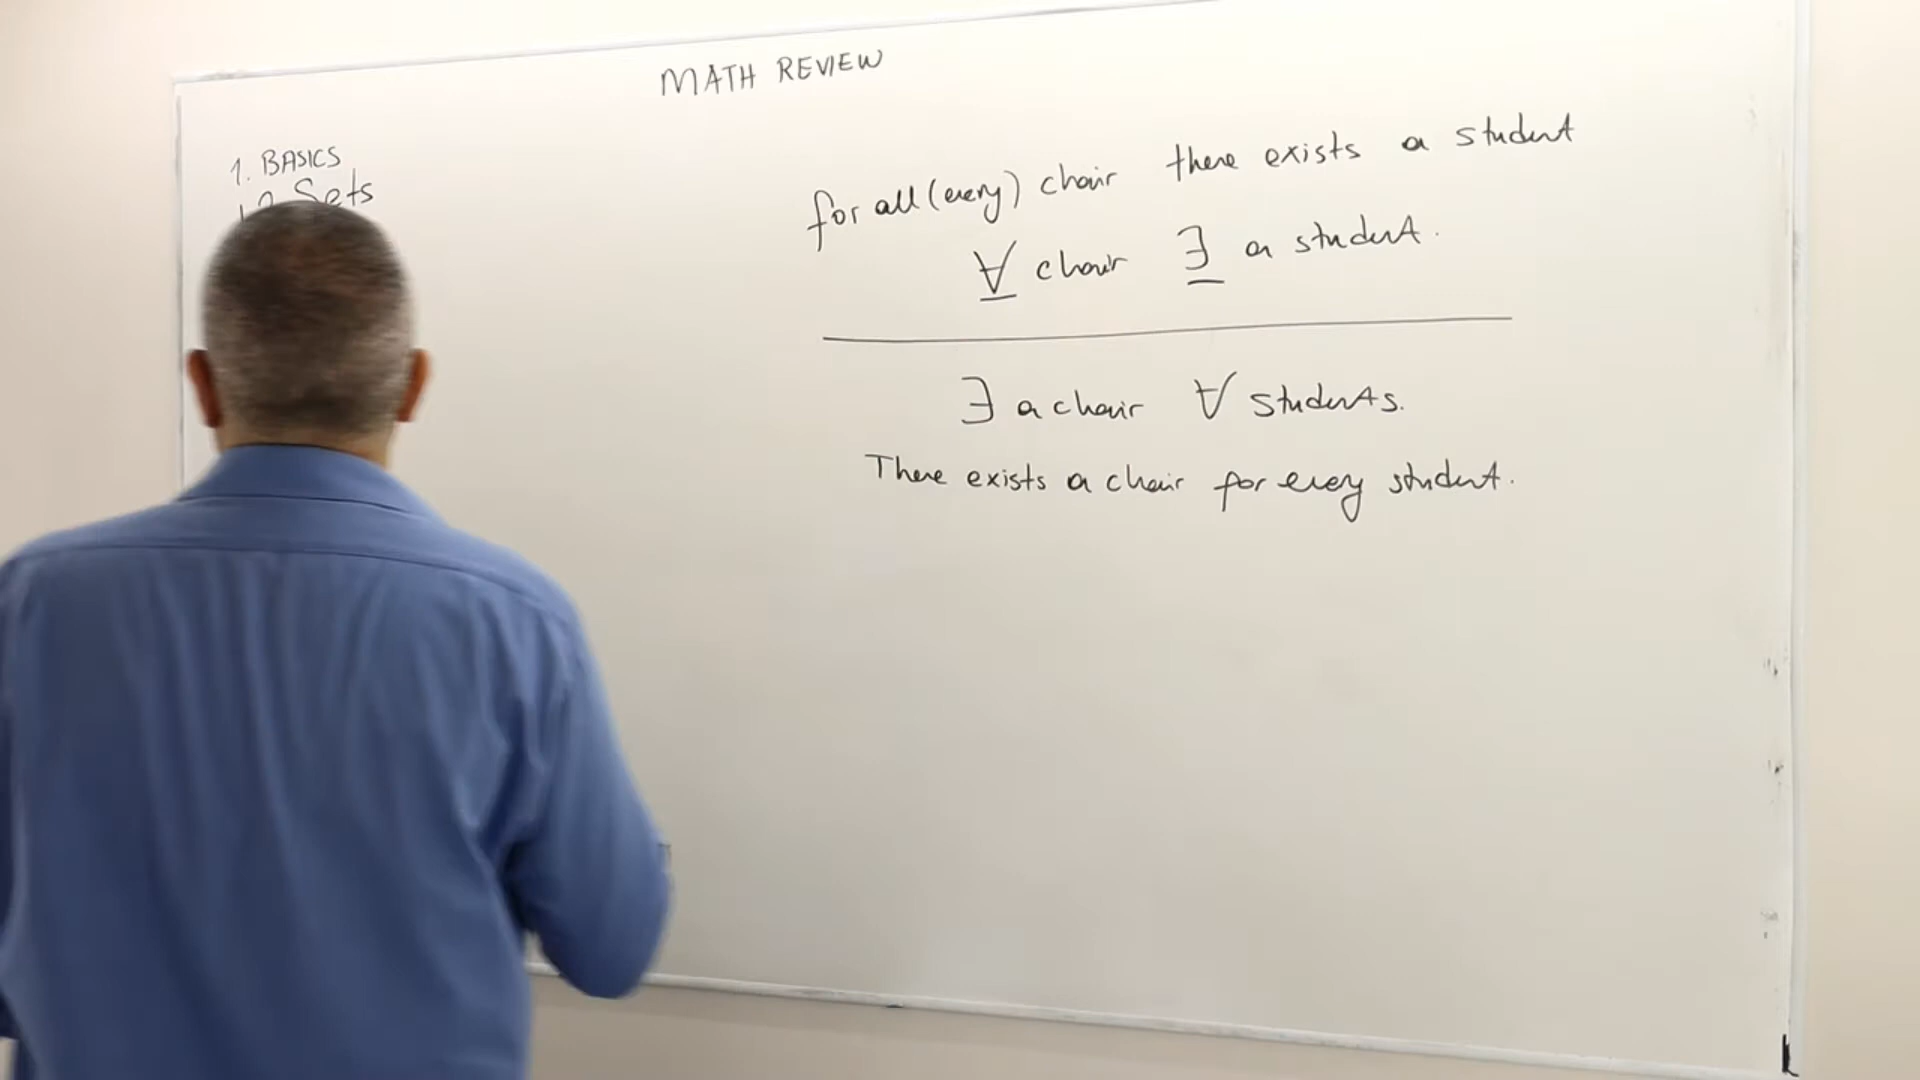 MATH REVIEW
1. BASICS
Sets
for all (every) chair there exists a student
∀ chair ∃ a student.
∃ a chair ∀ students.
There exists a chair for every student.